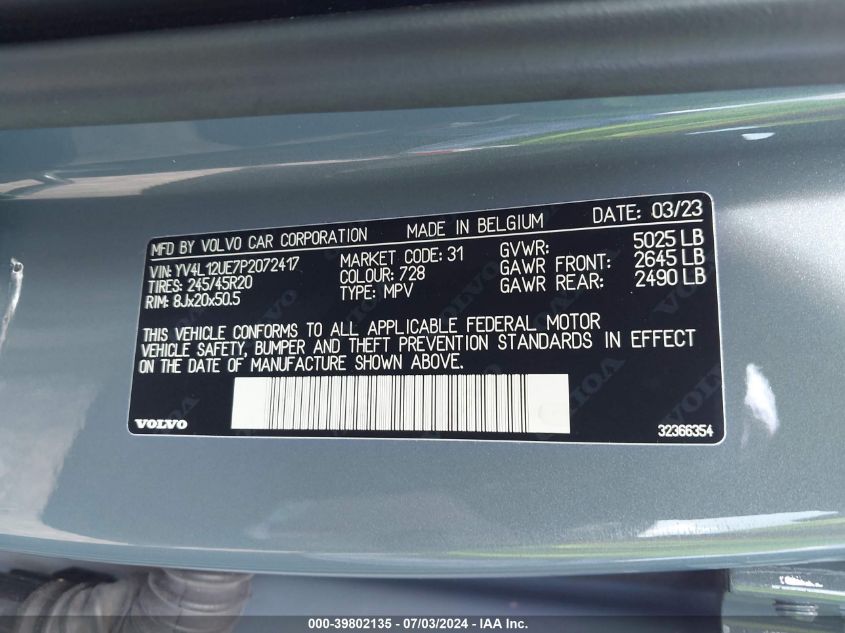 MFD BY VOLVO CAR CORPORATION MADE IN BELGIUM DATE: 03/23
VIN: YV4L12UE7P2072417 MARKET CODE: 31 GVWR: 5025 LB
TIRES: 245/45R20 COLOUR: 728 GAWR FRONT: 2645 LB
RIM: 8Jx20x50.5 TYPE: MPV GAWR REAR: 2490 LB
THIS VEHICLE CONFORMS TO ALL APPLICABLE FEDERAL MOTOR
VEHICLE SAFETY, BUMPER AND THEFT PREVENTION STANDARDS IN EFFECT
ON THE DATE OF MANUFACTURE SHOWN ABOVE.
VOLVO 32366354
000-39802135 - 07/03/2024 - IAA Inc.